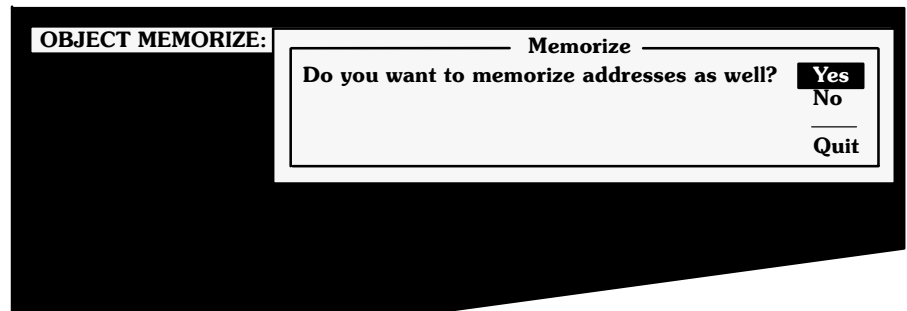 OBJECT MEMORIZE:
Memorize
Do you want to memorize addresses as well? Yes
No
Quit